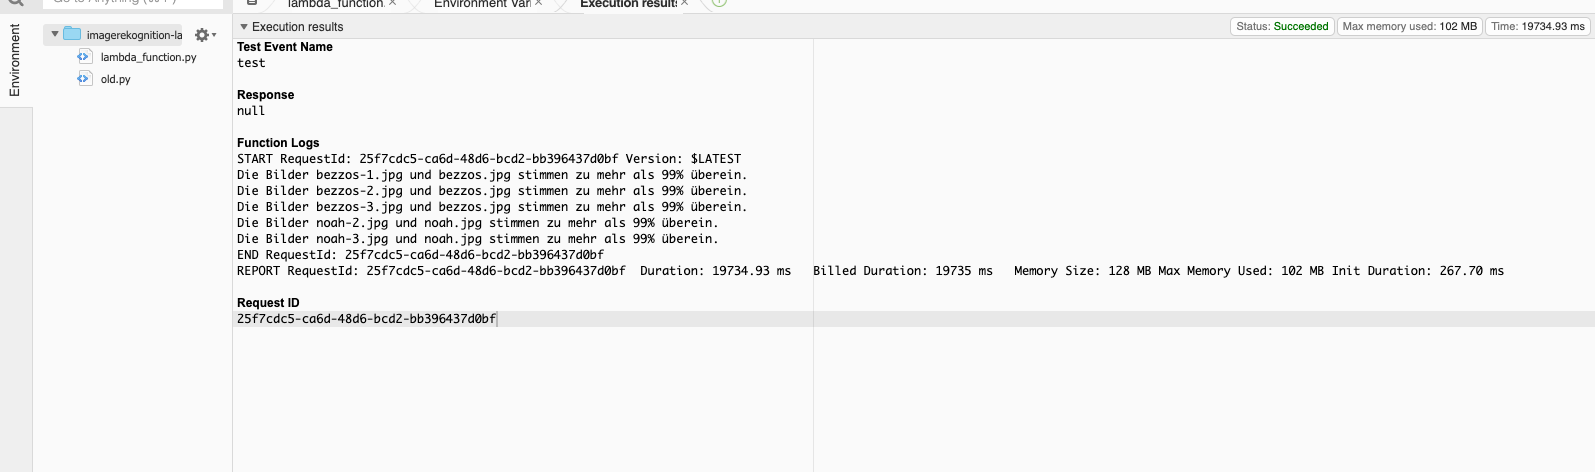 Go to Anything (⌘ P)
lambda_function.
Environment Vari
Execution results
Environment
imagerekognition-la
lambda_function.py
old.py
Execution results
Status: Succeeded
Max memory used: 102 MB
Time: 19734.93 ms
Test Event Name
test
Response
null
Function Logs
START RequestId: 25f7cdc5-ca6d-48d6-bcd2-bb396437d0bf Version: $LATEST
Die Bilder bezzos-1.jpg und bezzos.jpg stimmen zu mehr als 99% überein.
Die Bilder bezzos-2.jpg und bezzos.jpg stimmen zu mehr als 99% überein.
Die Bilder bezzos-3.jpg und bezzos.jpg stimmen zu mehr als 99% überein.
Die Bilder noah-2.jpg und noah.jpg stimmen zu mehr als 99% überein.
Die Bilder noah-3.jpg und noah.jpg stimmen zu mehr als 99% überein.
END RequestId: 25f7cdc5-ca6d-48d6-bcd2-bb396437d0bf
REPORT RequestId: 25f7cdc5-ca6d-48d6-bcd2-bb396437d0bf Duration: 19734.93 ms Billed Duration: 19735 ms Memory Size: 128 MB Max Memory Used: 102 MB Init Duration: 267.70 ms
Request ID
25f7cdc5-ca6d-48d6-bcd2-bb396437d0bf